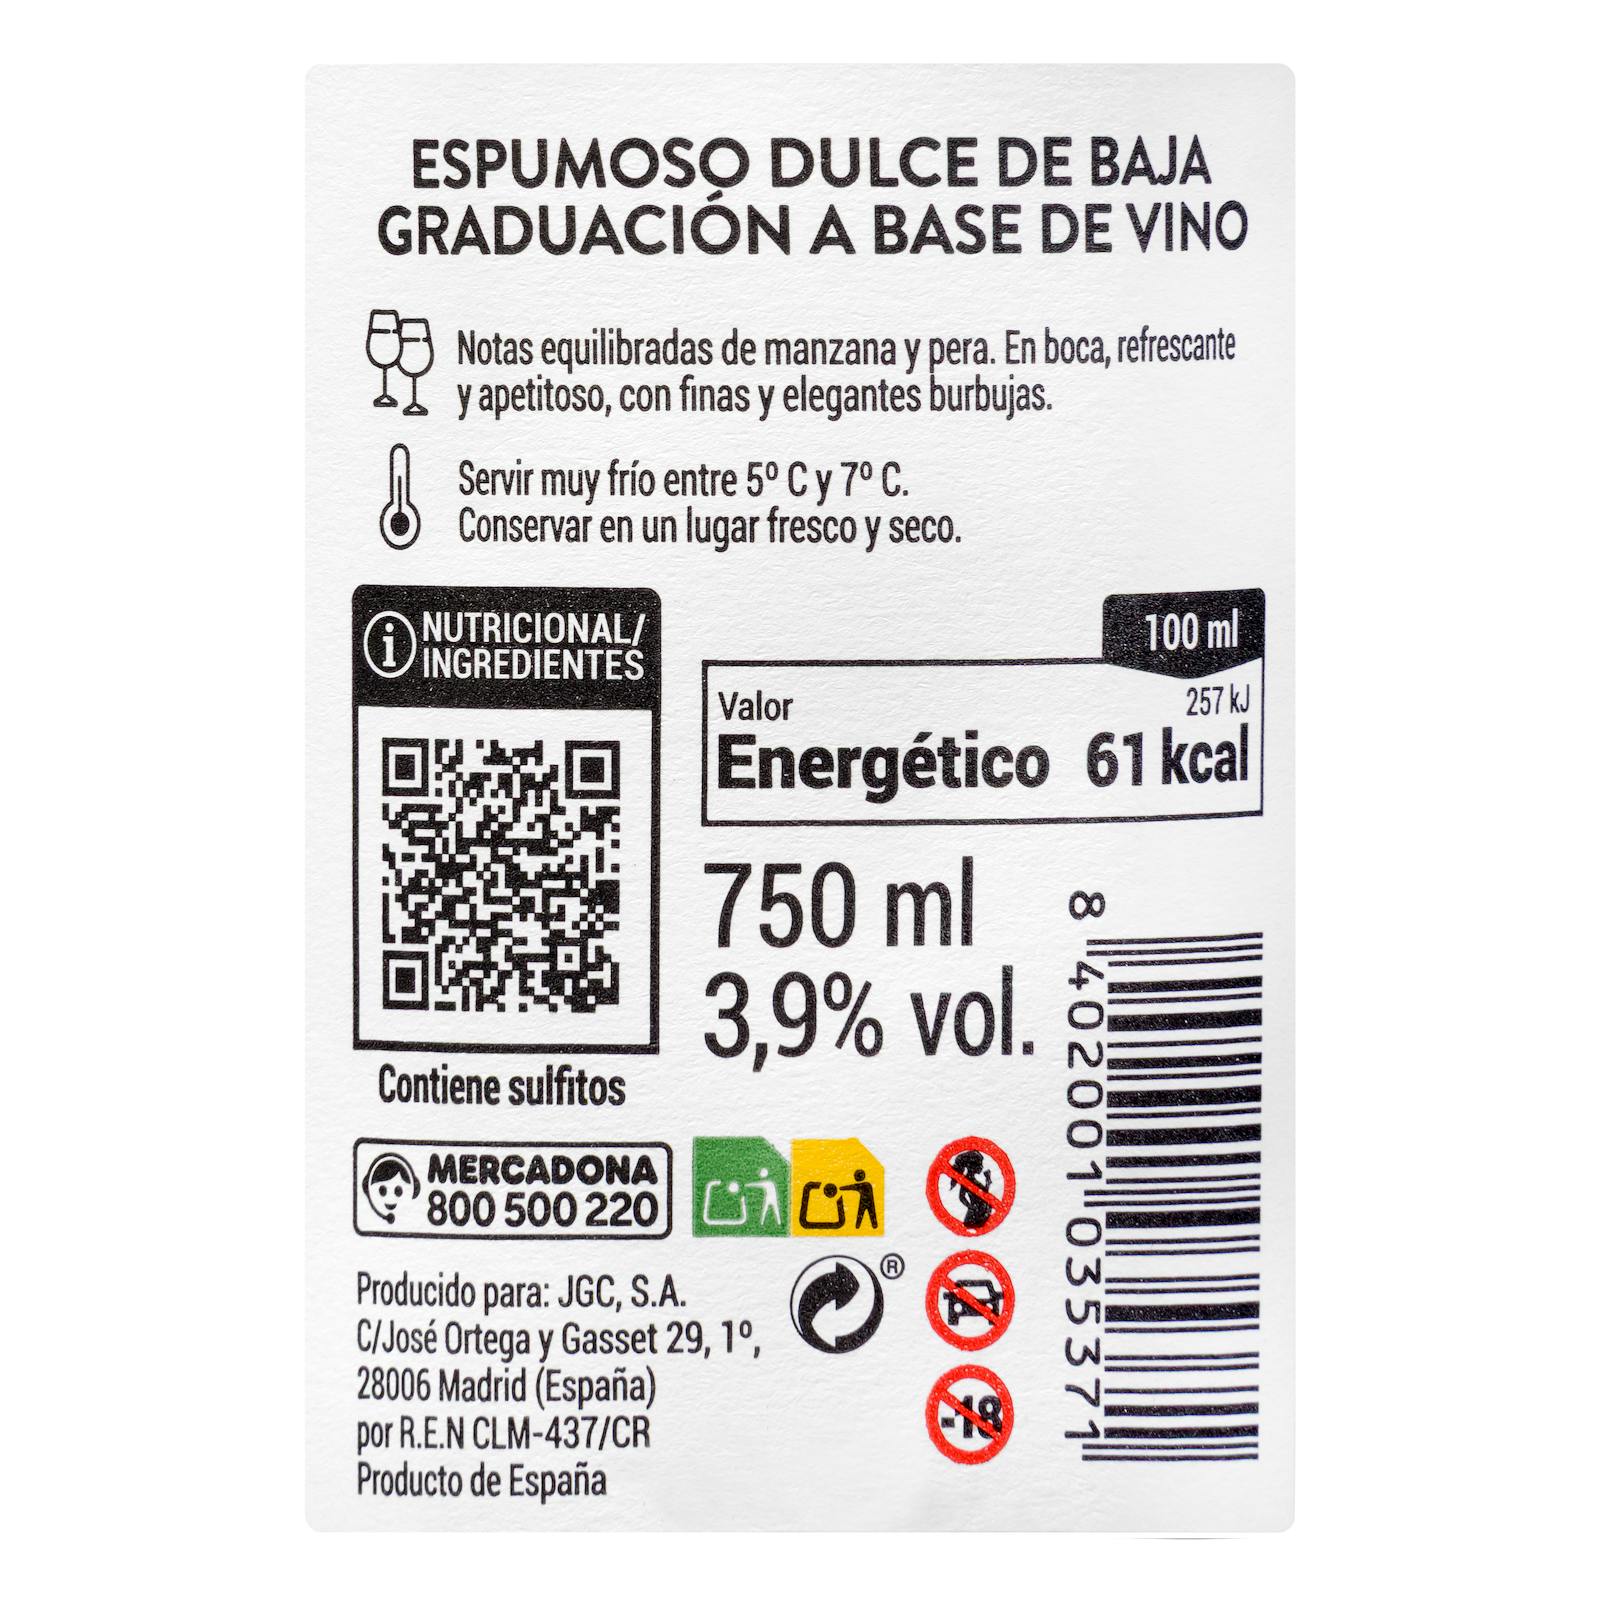 ESPUMOSO DULCE DE BAJA
GRADUACIÓN A BASE DE VINO
Notas equilibradas de manzana y pera. En boca, refrescante
y apetitoso, con finas y elegantes burbujas.
Servir muy frío entre 5º C y 7º C.
Conservar en un lugar fresco y seco.
i NUTRICIONAL/
INGREDIENTES
100 ml
Valor 257 kJ
Energético 61 kcal
750 ml
3,9% vol.
Contiene sulfitos
MERCADONA
800 500 220
Producido para: JGC, S.A.
C/José Ortega y Gasset 29, 1º,
28006 Madrid (España)
por R.E.N CLM-437/CR
Producto de España
®
-18
8 402001 035371